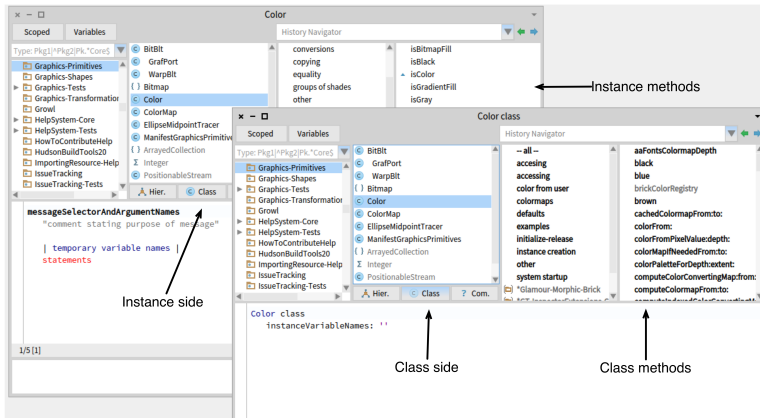 Color
Scoped Variables
History Navigator
Type: Pkg1|^Pkg2|Pk.*Core$
Graphics-Primitives
Graphics-Shapes
Graphics-Tests
Graphics-Transformation
Growl
HelpSystem-Core
HelpSystem-Tests
HowToContributeHelp
HudsonBuildTools20
ImportingResource-Help
IssueTracking
IssueTracking-Tests
BitBlt
GrafPort
WarpBlt
Bitmap
Color
ColorMap
EllipseMidpointTracer
ManifestGraphicsPrimitive
ArrayedCollection
Integer
PositionableStream
conversions
copying
equality
groups of shades
other
isBitmapFill
isBlack
isColor
isGradientFill
isGray
Instance methods
Hier. Class
messageSelectorAndArgumentNames
"comment stating purpose of message"
| temporary variable names |
statements
Instance side
1/5 [1]
Color class
Scoped Variables
History Navigator
Type: Pkg1|^Pkg2|Pk.*Core$
Graphics-Primitives
Graphics-Shapes
Graphics-Tests
Graphics-Transformation
Growl
HelpSystem-Core
HelpSystem-Tests
HowToContributeHelp
HudsonBuildTools20
ImportingResource-Help
IssueTracking
IssueTracking-Tests
BitBlt
GrafPort
WarpBlt
Bitmap
Color
ColorMap
EllipseMidpointTracer
ManifestGraphicsPrimitives
ArrayedCollection
Integer
PositionableStream
-- all --
accesing
accessing
color from user
colormaps
defaults
examples
initialize-release
instance creation
other
system startup
*Glamour-Morphic-Brick
aaFontsColormapDepth
black
blue
brickColorRegistry
brown
cachedColormapFrom:to:
colorFrom:
colorFromPixelValue:depth:
colorMapIfNeededFrom:to:
colorPaletteForDepth:extent:
computeColorConvertingMap:from:
computeColormapFrom:to:
Hier. Class ? Com.
Color class
instanceVariableNames: ''
Class side
Class methods